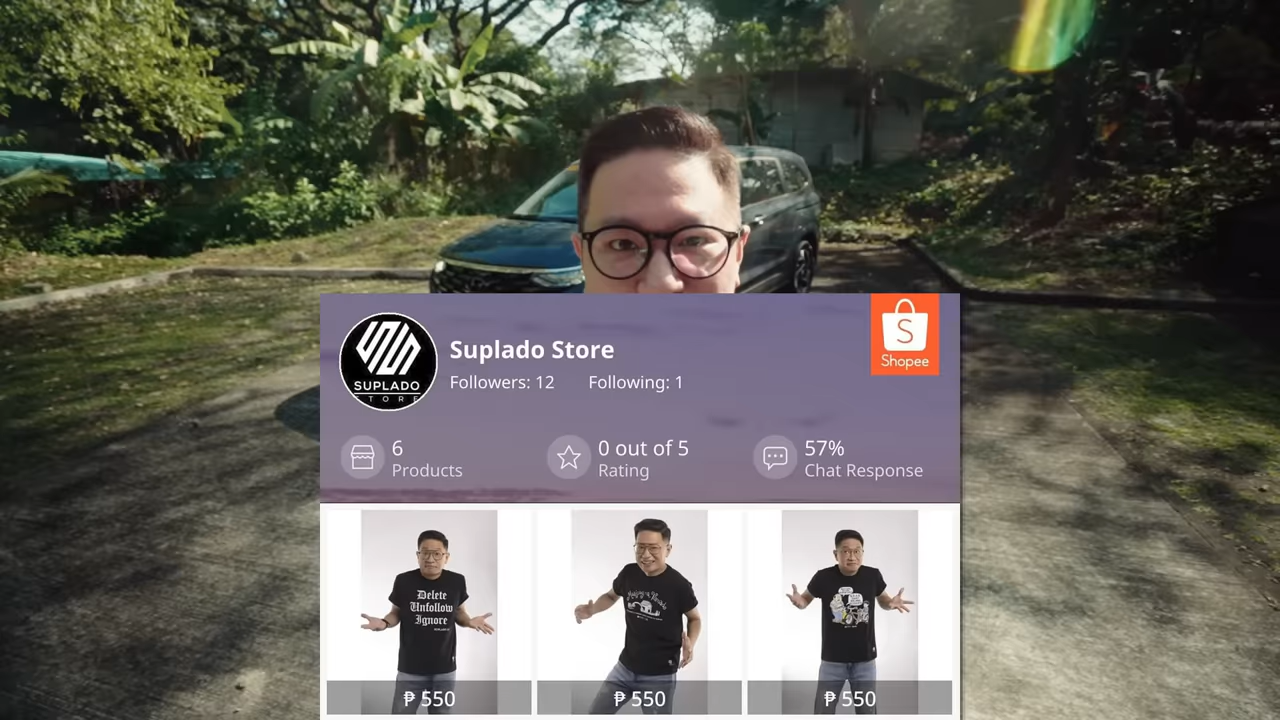 Suplado Store
Followers: 12 Following: 1
SUPLADO
STORE
S
Shopee
6
Products
0 out of 5
Rating
57%
Chat Response
Delete
Unfollow
Ignore
₱ 550
₱ 550
₱ 550